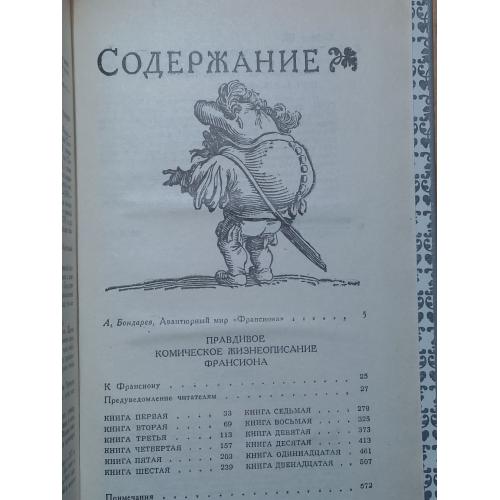 СОДЕРЖАНИЕ
А. Бондарев, Авантюрный мир «Франсиона» . . . . . . 5
ПРАВДИВОЕ
КОМИЧЕСКОЕ ЖИЗНЕОПИСАНИЕ
ФРАНСИОНА
К Франсиону . . . . . . . . . . . . . . 25
Предуведомление читателям . . . . . . . . . . 27
КНИГА ПЕРВАЯ . . . 33 КНИГА СЕДЬМАЯ . . . 279
КНИГА ВТОРАЯ . . . 69 КНИГА ВОСЬМАЯ . . . 325
КНИГА ТРЕТЬЯ . . . 113 КНИГА ДЕВЯТАЯ . . . 373
КНИГА ЧЕТВЕРТАЯ . . 157 КНИГА ДЕСЯТАЯ . . . 413
КНИГА ПЯТАЯ . . . 203 КНИГА ОДИННАДЦАТАЯ . 461
КНИГА ШЕСТАЯ . . . 239 КНИГА ДВЕНАДЦАТАЯ . 507
Примечания . . . . . . . . . . . . . . 572